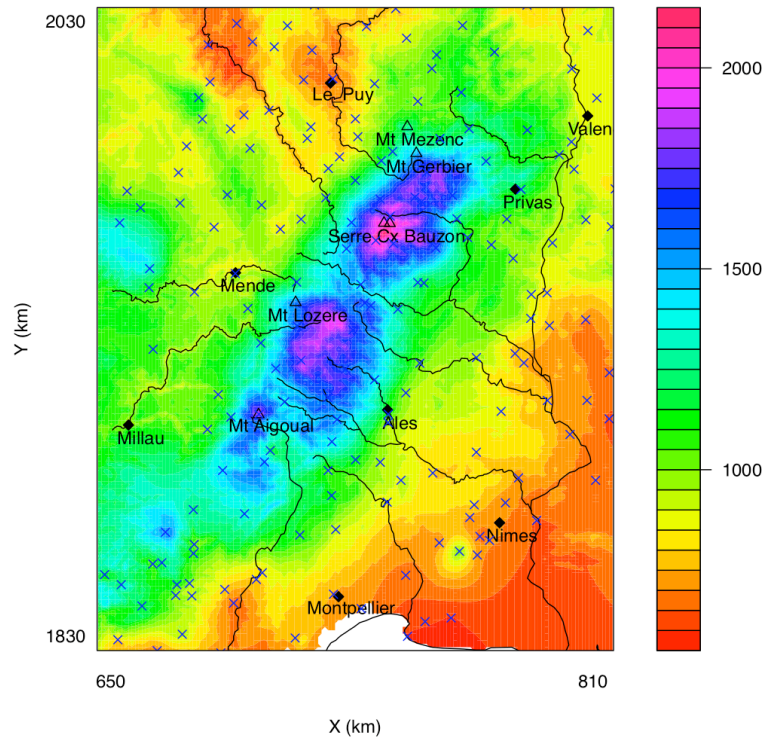 2030
2000
Le_Puy
Valen
Mt Mezenc
Mt Gerbier
Privas
Serre Cx Bauzon
Mende
1500
Mt Lozere
Y (km)
Mt Aigoual
Ales
Millau
1000
Nimes
Montpellier
1830
650
810
X (km)